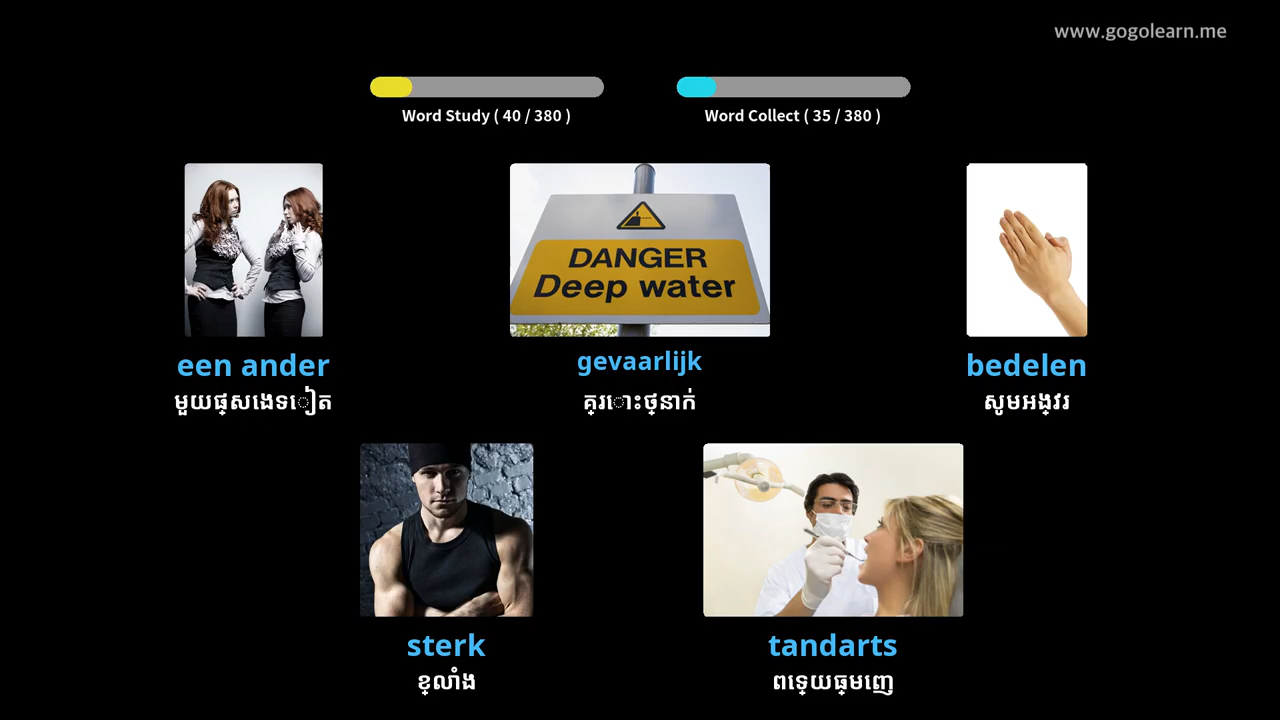 www.gogolearn.me
Word Study ( 40 / 380 )
Word Collect ( 35 / 380 )
DANGER
Deep water
een ander
gevaarlijk
bedelen
មួយផ្សេងទៀត
គ្រោះថ្នាក់
សូមអង្វរ
sterk
tandarts
ខ្លាំង
ពេទ្យធ្មេញ